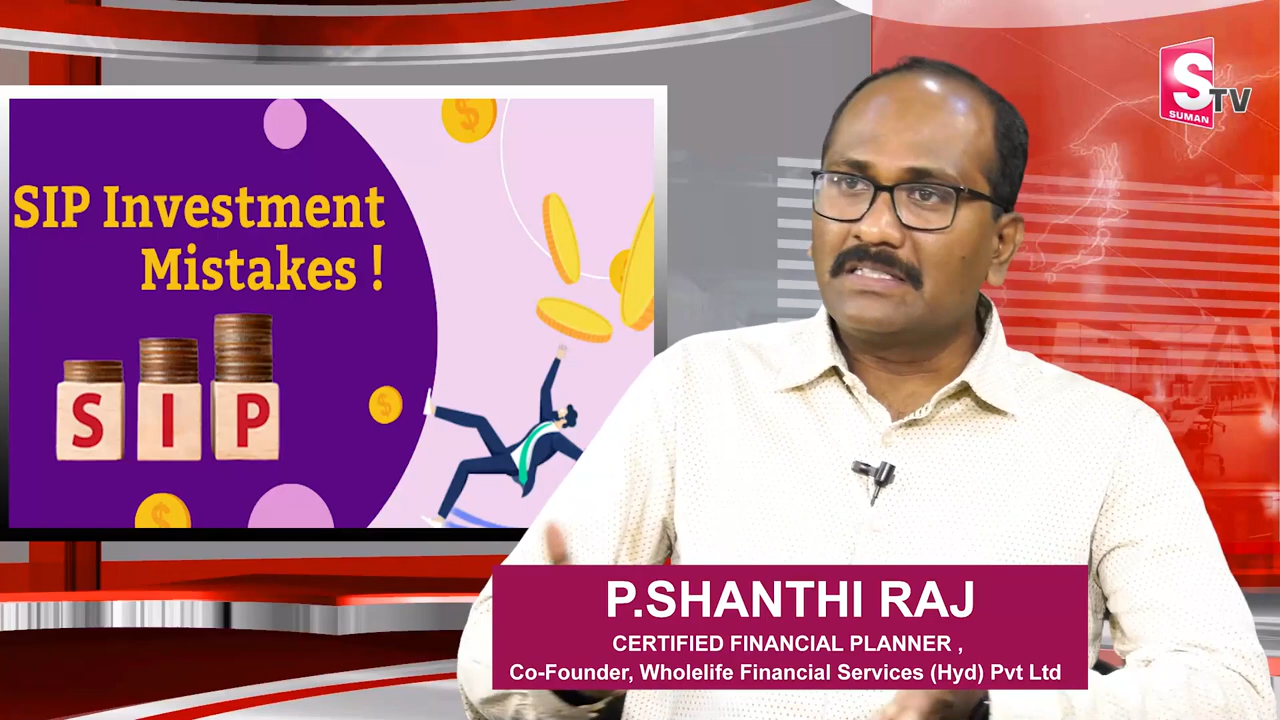 SIP Investment
Mistakes !
S I P
S TV
SUMAN
P.SHANTHI RAJ
CERTIFIED FINANCIAL PLANNER ,
Co-Founder, Wholelife Financial Services (Hyd) Pvt Ltd